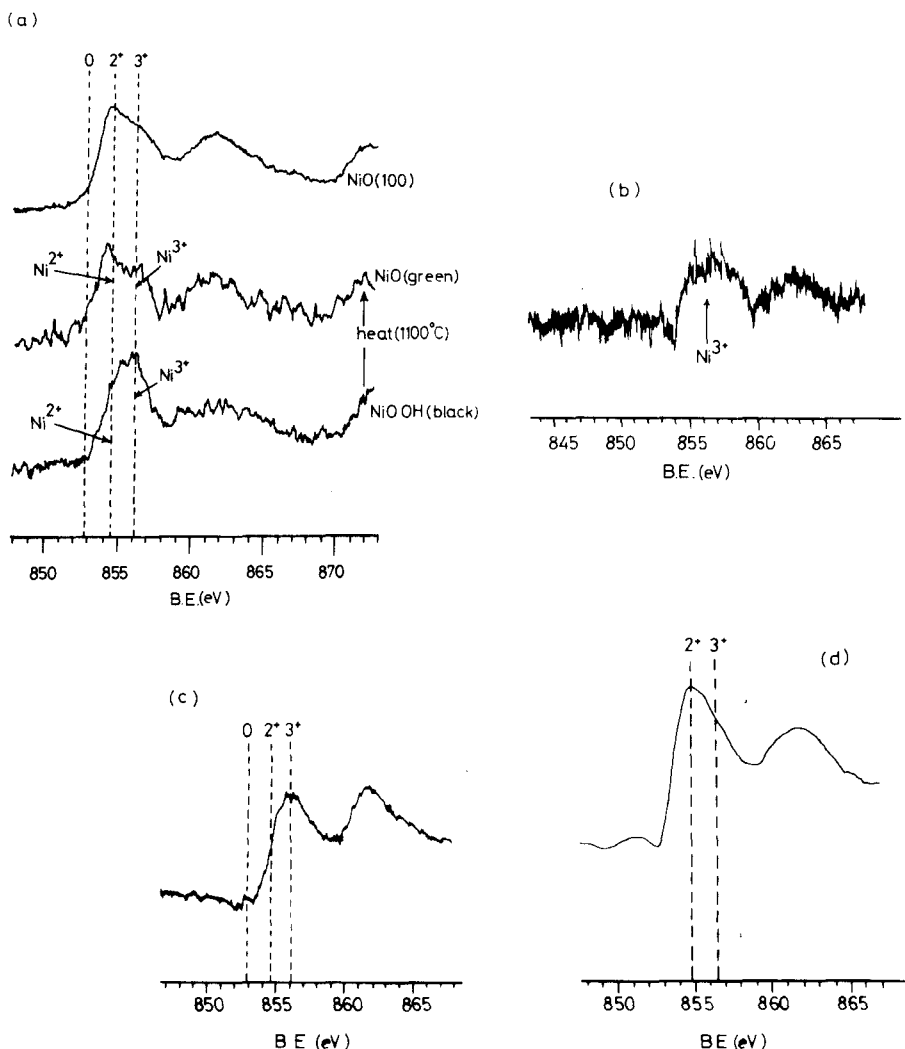 (a)
0 2+ 3+
NiO(100)
Ni2+
Ni3+
NiO(green)
heat(1100°C)
Ni3+
Ni2+
NiO OH(black)
850 855 860 865 870
B.E.(eV)
(b)
Ni3+
845 850 855 860 865
B.E.(eV)
(c)
0 2+ 3+
850 855 860 865
B E (eV)
(d)
2+ 3+
850 855 860 865
B E (eV)